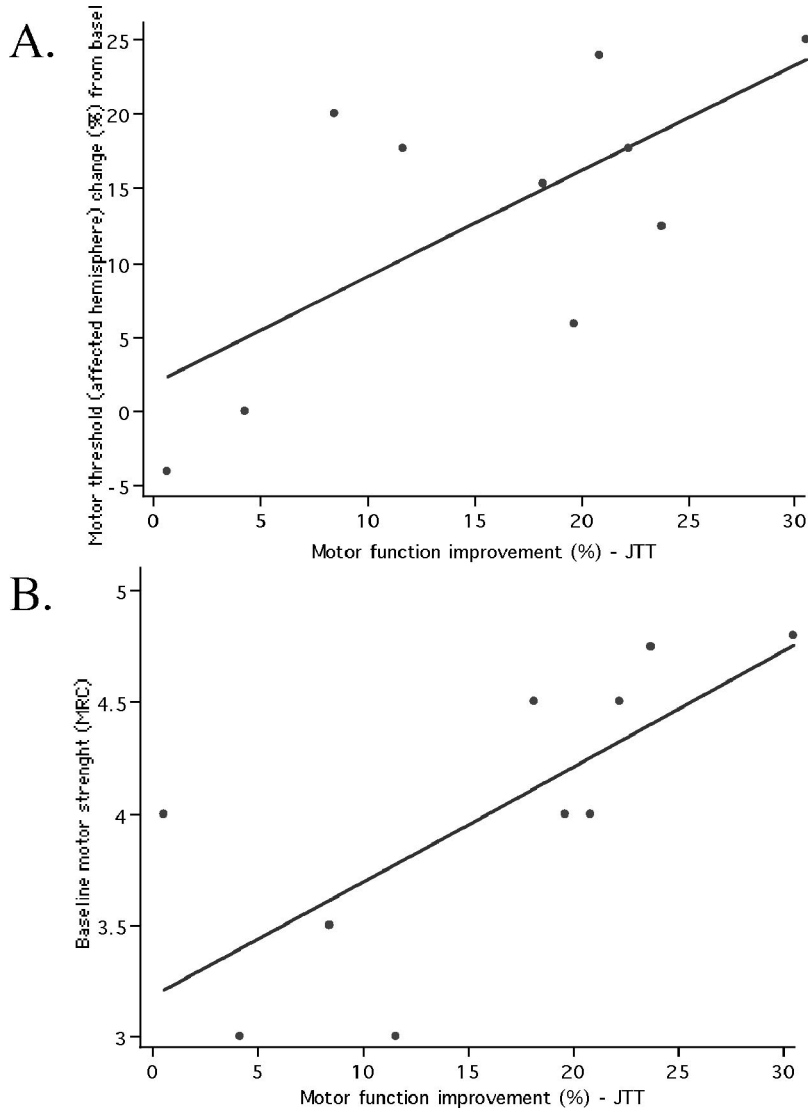 A.
Motor threshold (affected hemisphere) change (%) from basel
25
20
15
10
5
0
-5
0 5 10 15 20 25 30
Motor function improvement (%) - JTT
B.
Baseline motor strenght (MRC)
5
4.5
4
3.5
3
0 5 10 15 20 25 30
Motor function improvement (%) - JTT